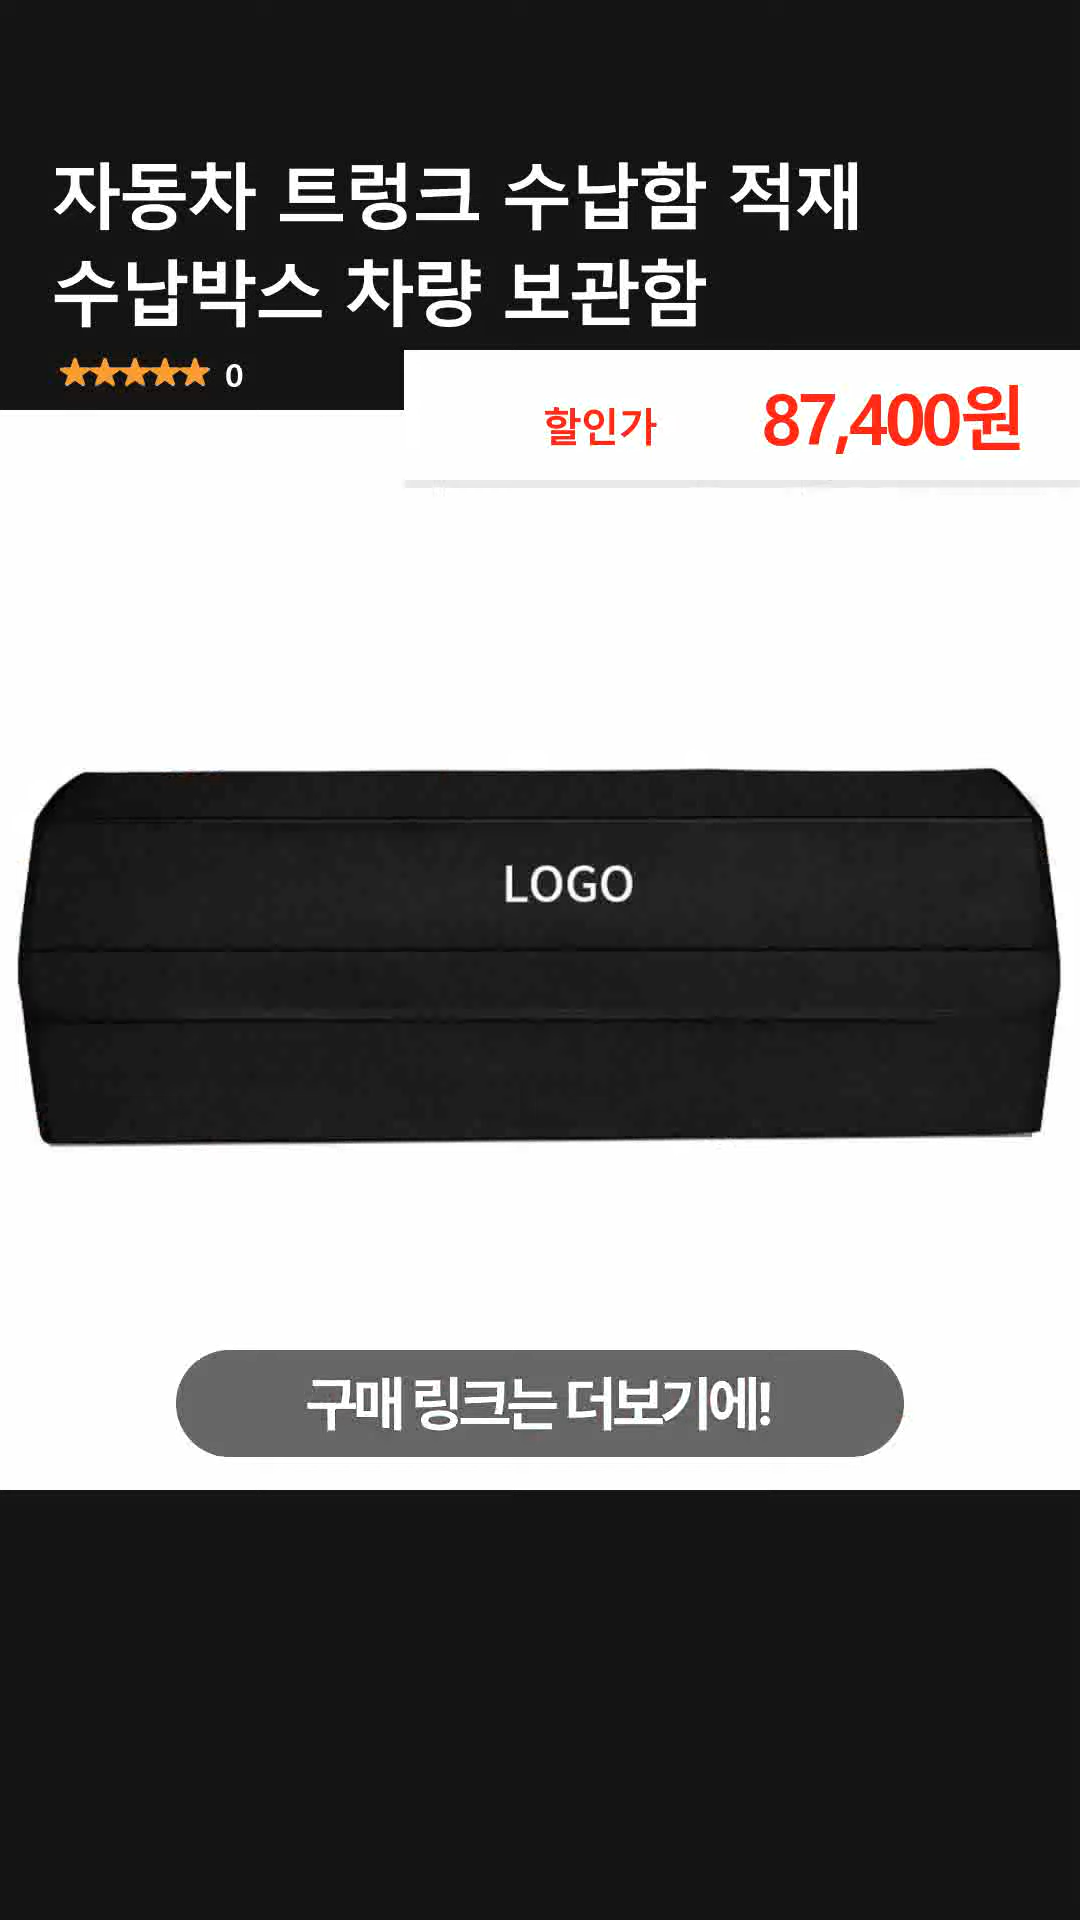 자동차 트렁크 수납함 적재
수납박스 차량 보관함
★★★★★ 0
할인가 87,400원
LOGO
구매 링크는 더보기에!